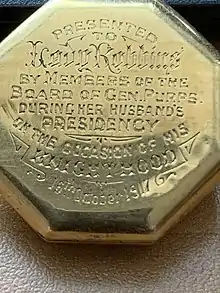 PRESENTED
TO
Lady Robbins
BY MEMBERS OF THE
BOARD OF GEN. PURPS.
DURING HER HUSBAND'S
PRESIDENCY
ON THE OCCASION OF HIS
KNIGHTHOOD
1976